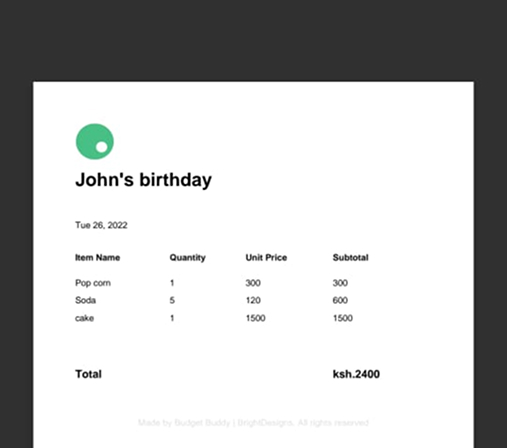 John's birthday
Tue 26, 2022
Item Name Quantity Unit Price Subtotal
Pop corn 1 300 300
Soda 5 120 600
cake 1 1500 1500
Total ksh.2400
Made by Budget Buddy | BrightDesigns. All rights reserved